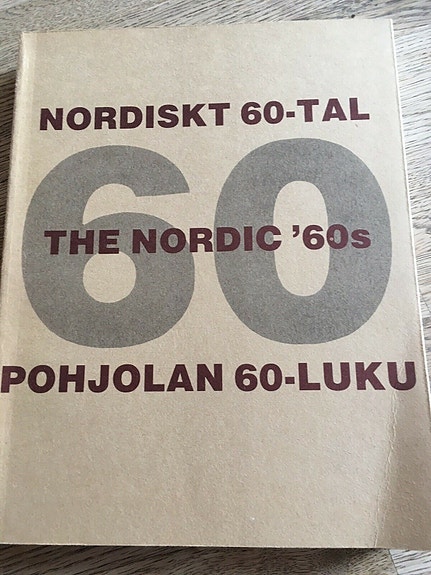 NORDISKT 60-TAL
60
THE NORDIC ’60s
POHJOLAN 60-LUKU